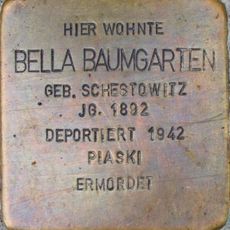 HIER WOHNTE
BELLA BAUMGARTEN
GEB. SCHESTOWITZ
JG. 1892
DEPORTIERT 1942
PIASKI
ERMORDET